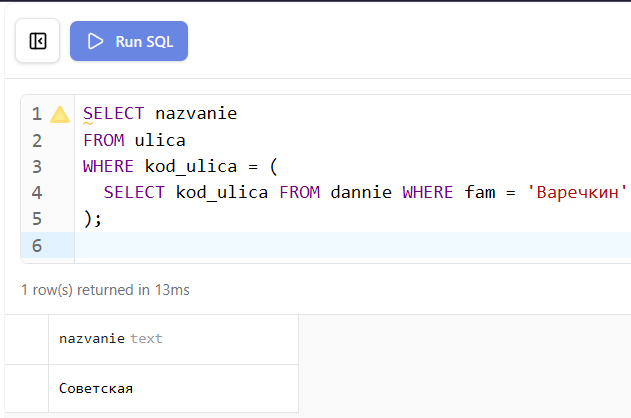 Run SQL
1 SELECT nazvanie
2 FROM ulica
3 WHERE kod_ulica = (
4 SELECT kod_ulica FROM dannie WHERE fam = 'Варечкин'
5 );
6
1 row(s) returned in 13ms
nazvanie text
Советская